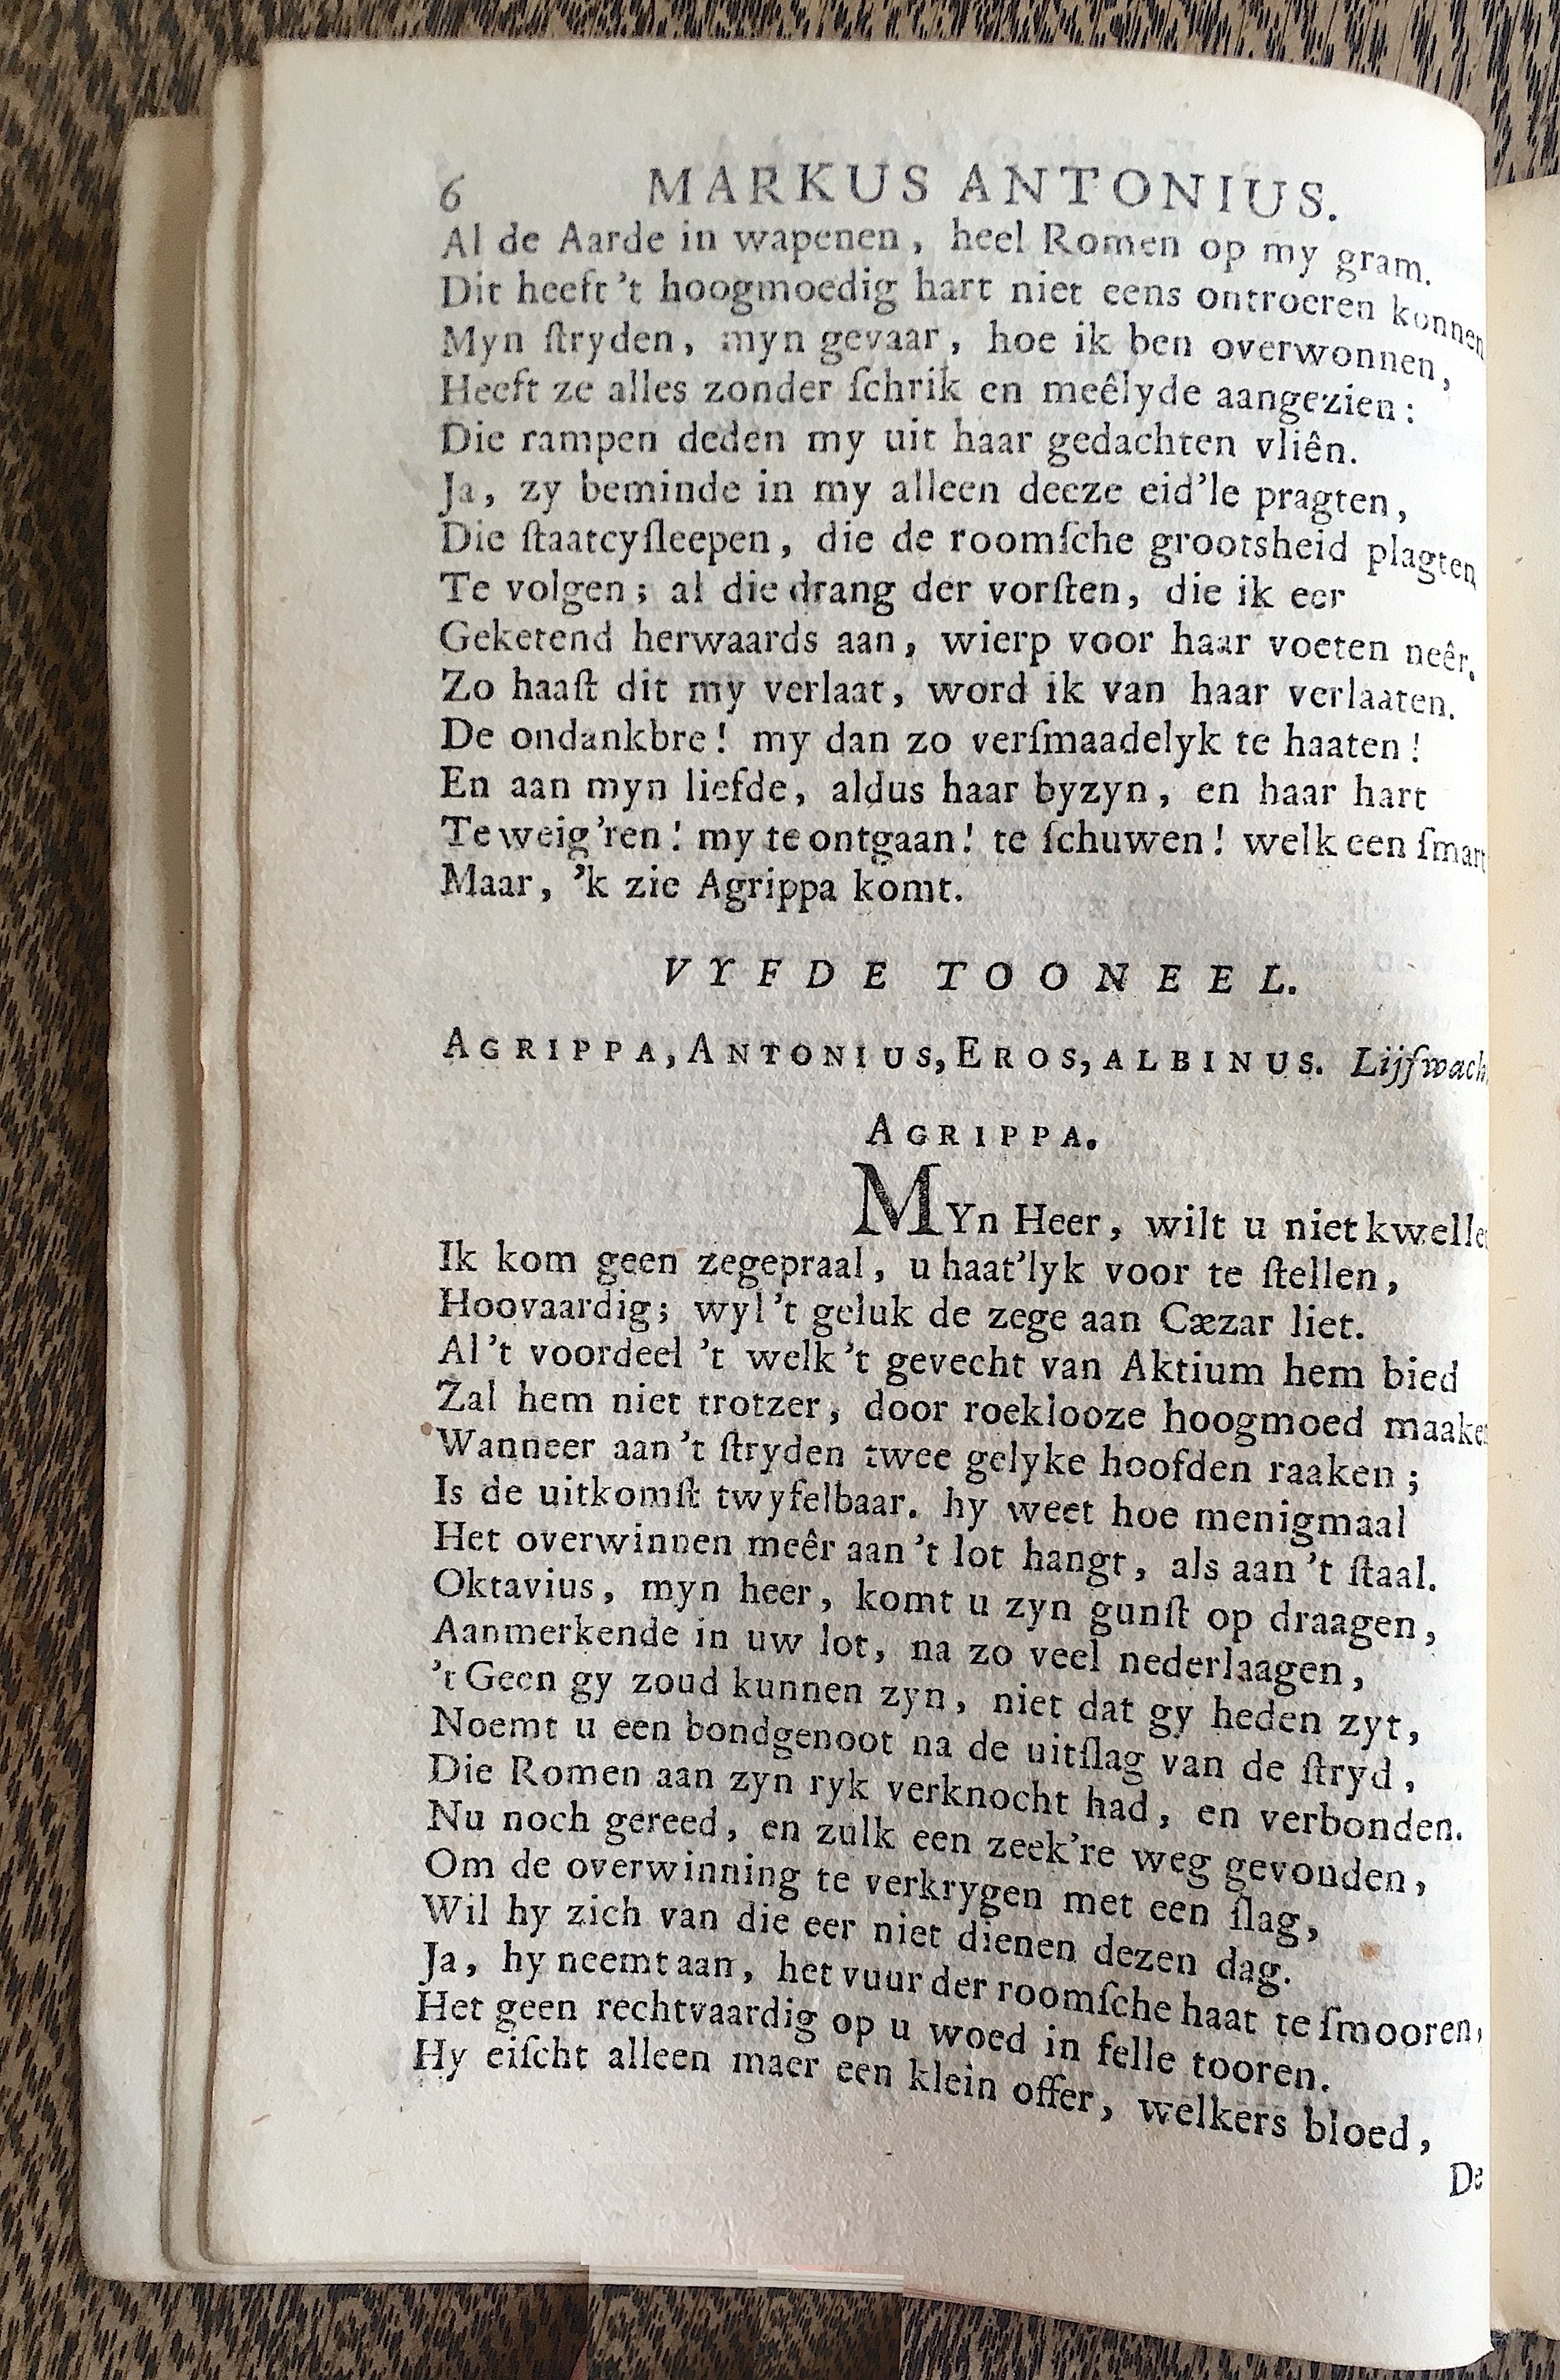 6 MARKUS ANTONIUS.
Al de Aarde in wapenen, heel Romen op my gram.
Dit heeft 't hoogmoedig hart niet eens ontroeren konnen
Myn ſtryden, myn gevaar, hoe ik ben overwonnen,
Heeft ze alles zonder ſchrik en meêlyde aangezien:
Die rampen deden my uit haar gedachten vliên.
Ja, zy beminde in my alleen deeze eid'le pragten,
Die ſtaatcyſleepen, die de roomſche grootsheid plagten
Te volgen; al die drang der vorſten, die ik eer
Geketend herwaards aan, wierp voor haar voeten neêr.
Zo haaſt dit my verlaat, word ik van haar verlaaten.
De ondankbre! my dan zo verſmaadelyk te haaten!
En aan myn liefde, aldus haar byzyn, en haar hart
Te weig'ren! my te ontgaan! te ſchuwen! welk een ſmart
Maar, 'k zie Agrippa komt.
VYFDE TOONEEL.
AGRIPPA, ANTONIUS, EROS, ALBINUS. Lijfwach
AGRIPPA.
MYn Heer, wilt u niet kwelle
Ik kom geen zegepraal, u haat'lyk voor te ſtellen,
Hoovaardig; wyl 't geluk de zege aan Cæzar liet.
Al 't voordeel 't welk 't gevecht van Aktium hem bied
Zal hem niet trotzer, door roeklooze hoogmoed maake
Wanneer aan 't ſtryden twee gelyke hoofden raaken;
Is de uitkomſt twyfelbaar. hy weet hoe menigmaal
Het overwinnen meêr aan 't lot hangt, als aan 't ſtaal.
Oktavius, myn heer, komt u zyn gunſt op draagen,
Aanmerkende in uw lot, na zo veel nederlaagen,
't Geen gy zoud kunnen zyn, niet dat gy heden zyt,
Noemt u een bondgenoot na de uitſlag van de ſtryd,
Die Romen aan zyn ryk verknocht had, en verbonden.
Nu noch gereed, en zulk een zeek're weg gevonden,
Om de overwinning te verkrygen met een ſlag,
Wil hy zich van die eer niet dienen dezen dag.
Ja, hy neemt aan, het vuur der roomſche haat te ſmooren,
Het geen rechtvaardig op u woed in felle tooren.
Hy eiſcht alleen maer een klein offer, welkers bloed,
De